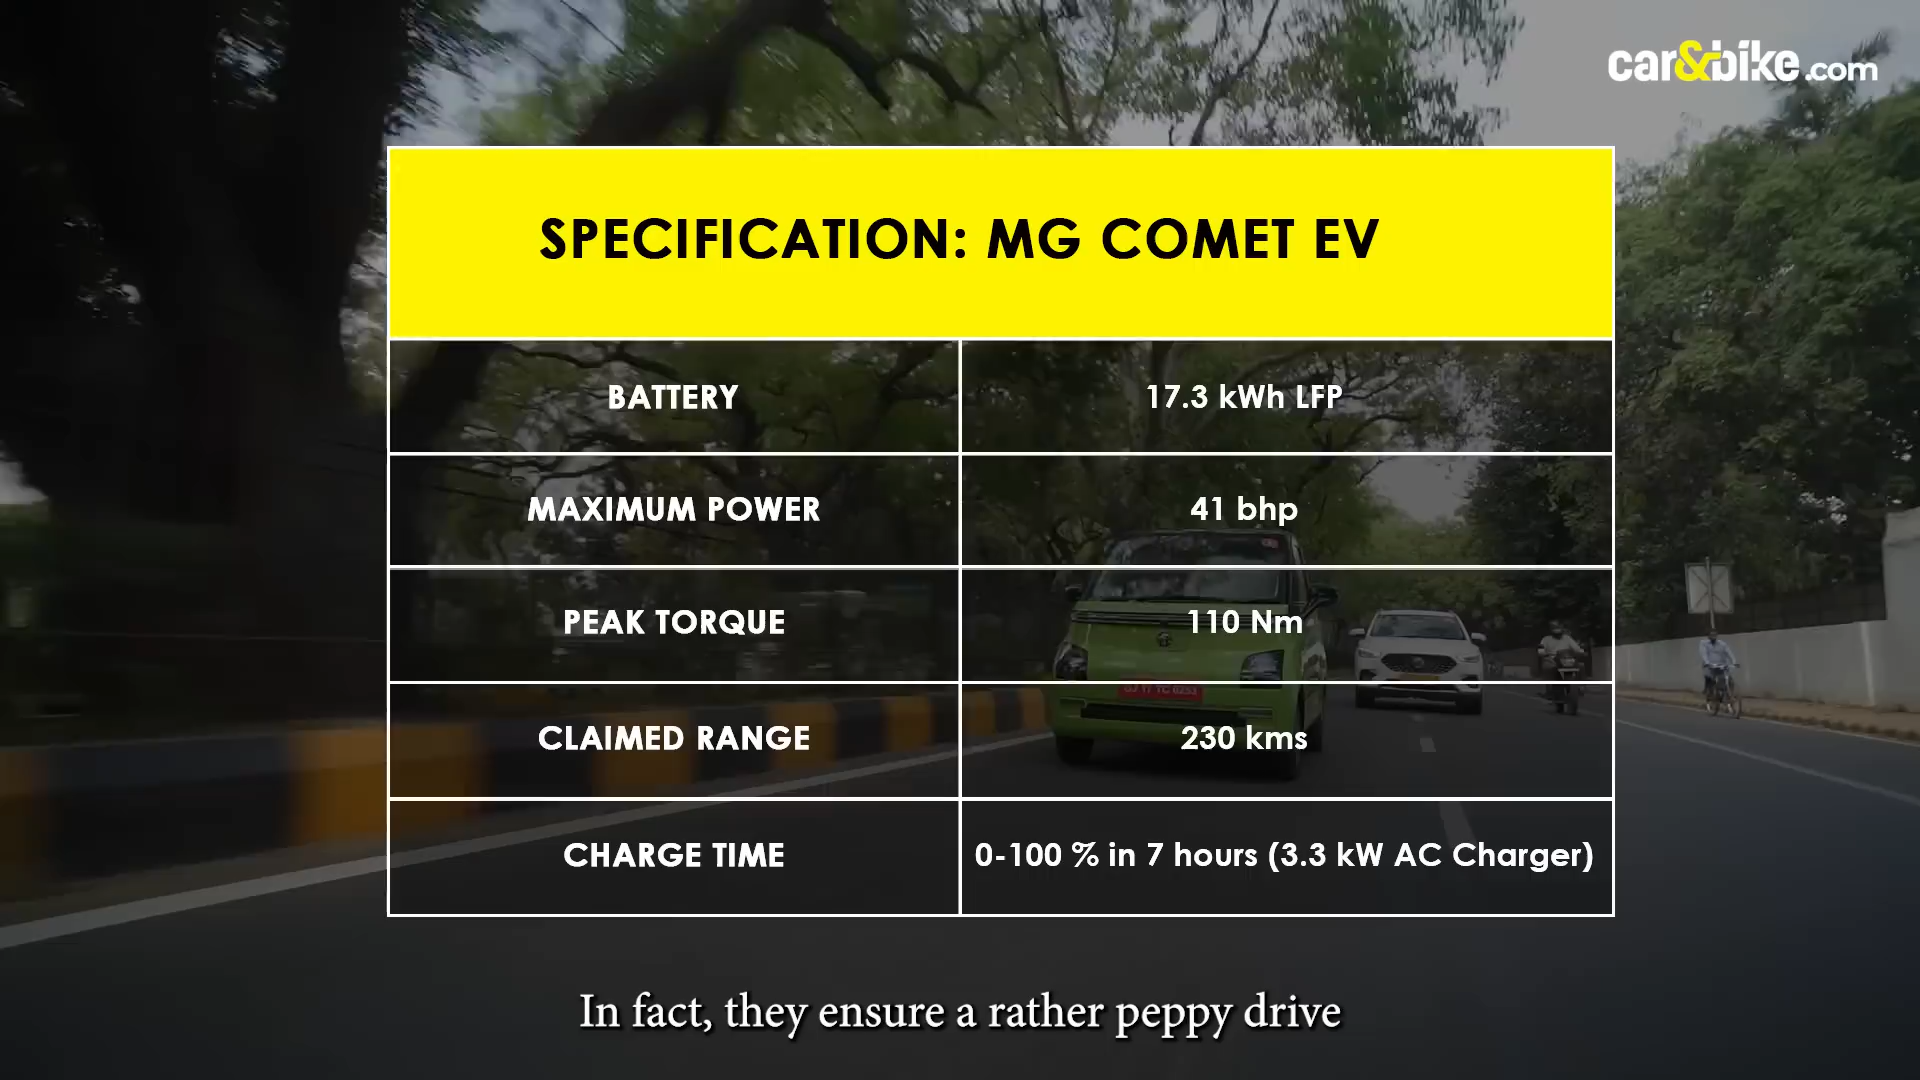 car&bike.com
SPECIFICATION: MG COMET EV
BATTERY 17.3 kWh LFP
MAXIMUM POWER 41 bhp
PEAK TORQUE 110 Nm
CLAIMED RANGE 230 kms
CHARGE TIME 0-100 % in 7 hours (3.3 kW AC Charger)
In fact, they ensure a rather peppy drive